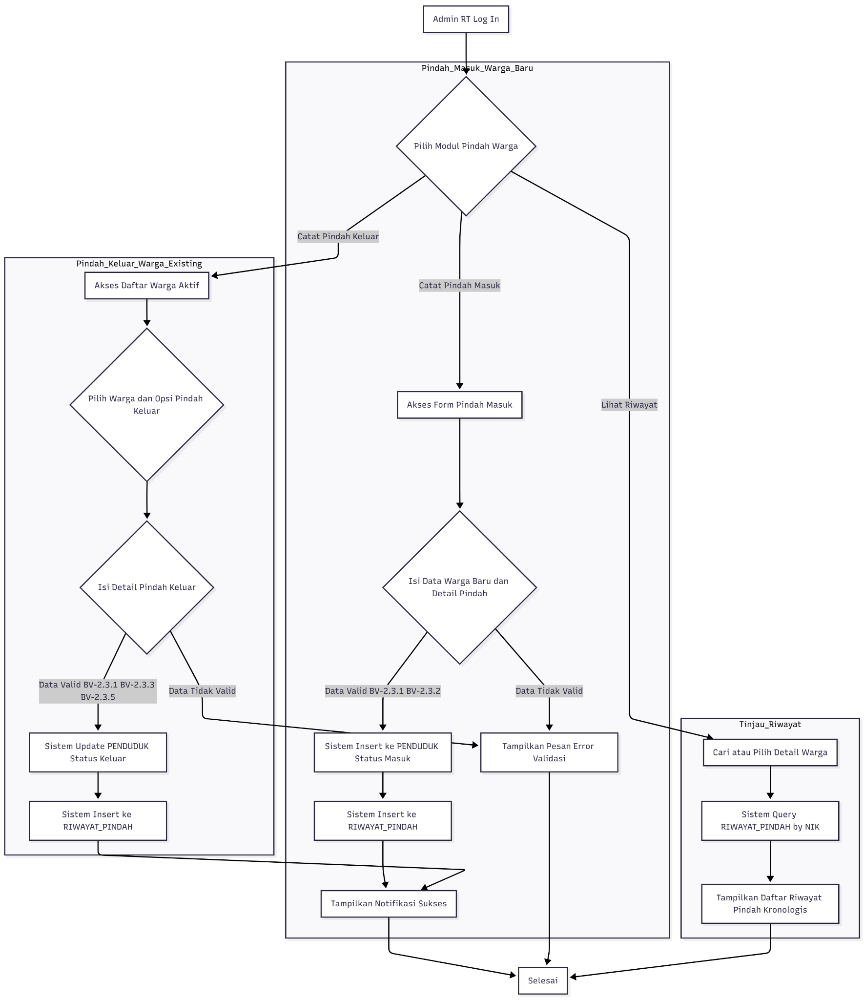 Admin RT Log In
Pindah_Masuk_Warga_Baru
Pilih Modul Pindah Warga
Catat Pindah Keluar
Pindah_Keluar_Warga_Existing
Akses Daftar Warga Aktif
Catat Pindah Masuk
Pilih Warga dan Opsi Pindah
Keluar
Akses Form Pindah Masuk
Lihat Riwayat
Isi Detail Pindah Keluar
Isi Data Warga Baru dan
Detail Pindah
Data Valid BV-2.3.1 BV-2.3.3
BV-2.3.5
Data Tidak Valid
Data Valid BV-2.3.1 BV-2.3.2
Data Tidak Valid
Tinjau_Riwayat
Sistem Update PENDUDUK
Status Keluar
Sistem Insert ke PENDUDUK
Status Masuk
Tampilkan Pesan Error
Validasi
Cari atau Pilih Detail Warga
Sistem Insert ke
RIWAYAT_PINDAH
Sistem Insert ke
RIWAYAT_PINDAH
Sistem Query
RIWAYAT_PINDAH by NIK
Tampilkan Notifikasi Sukses
Tampilkan Daftar Riwayat
Pindah Kronologis
Selesai